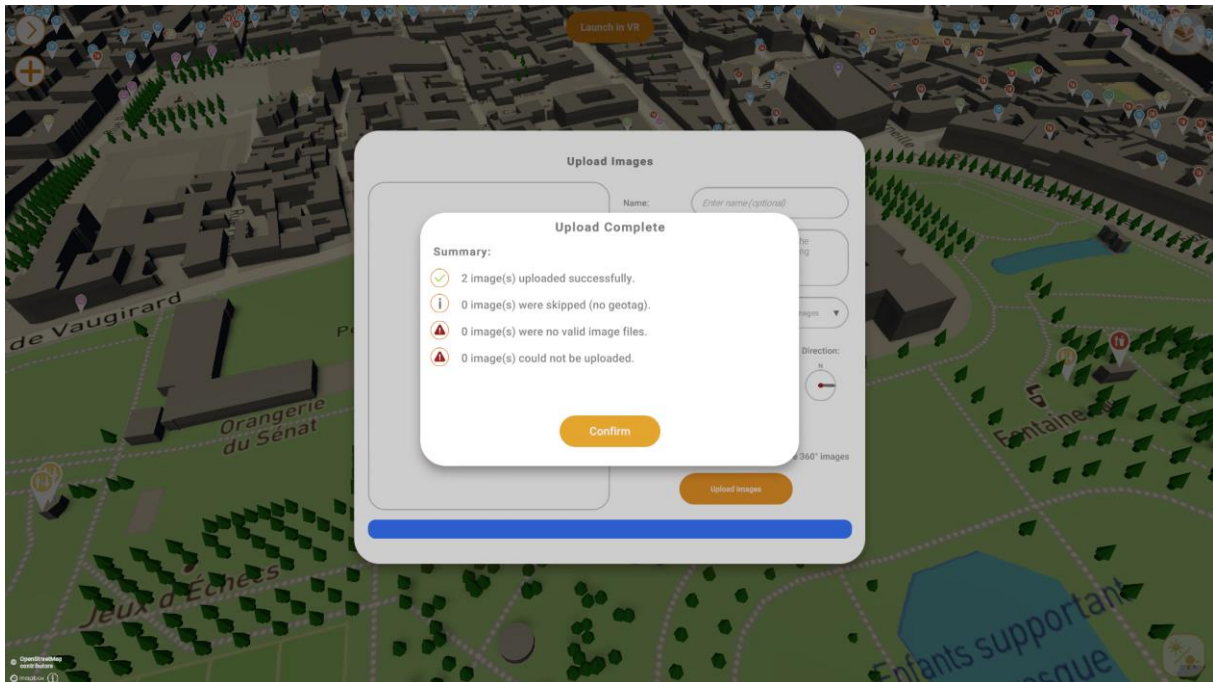 Launch in VR
Upload Images
Name:
Enter name (optional)
Upload Complete
Summary:
2 image(s) uploaded successfully.
i
0 image(s) were skipped (no geotag).
0 image(s) were no valid image files.
0 image(s) could not be uploaded.
Direction:
N
Confirm
360° images
Upload Images
de Vaugirard
Orangerie
du Sénat
Fontaine
Jeux d'Échecs
Enfants supportant
© OpenStreetMap
contributors
mapbox